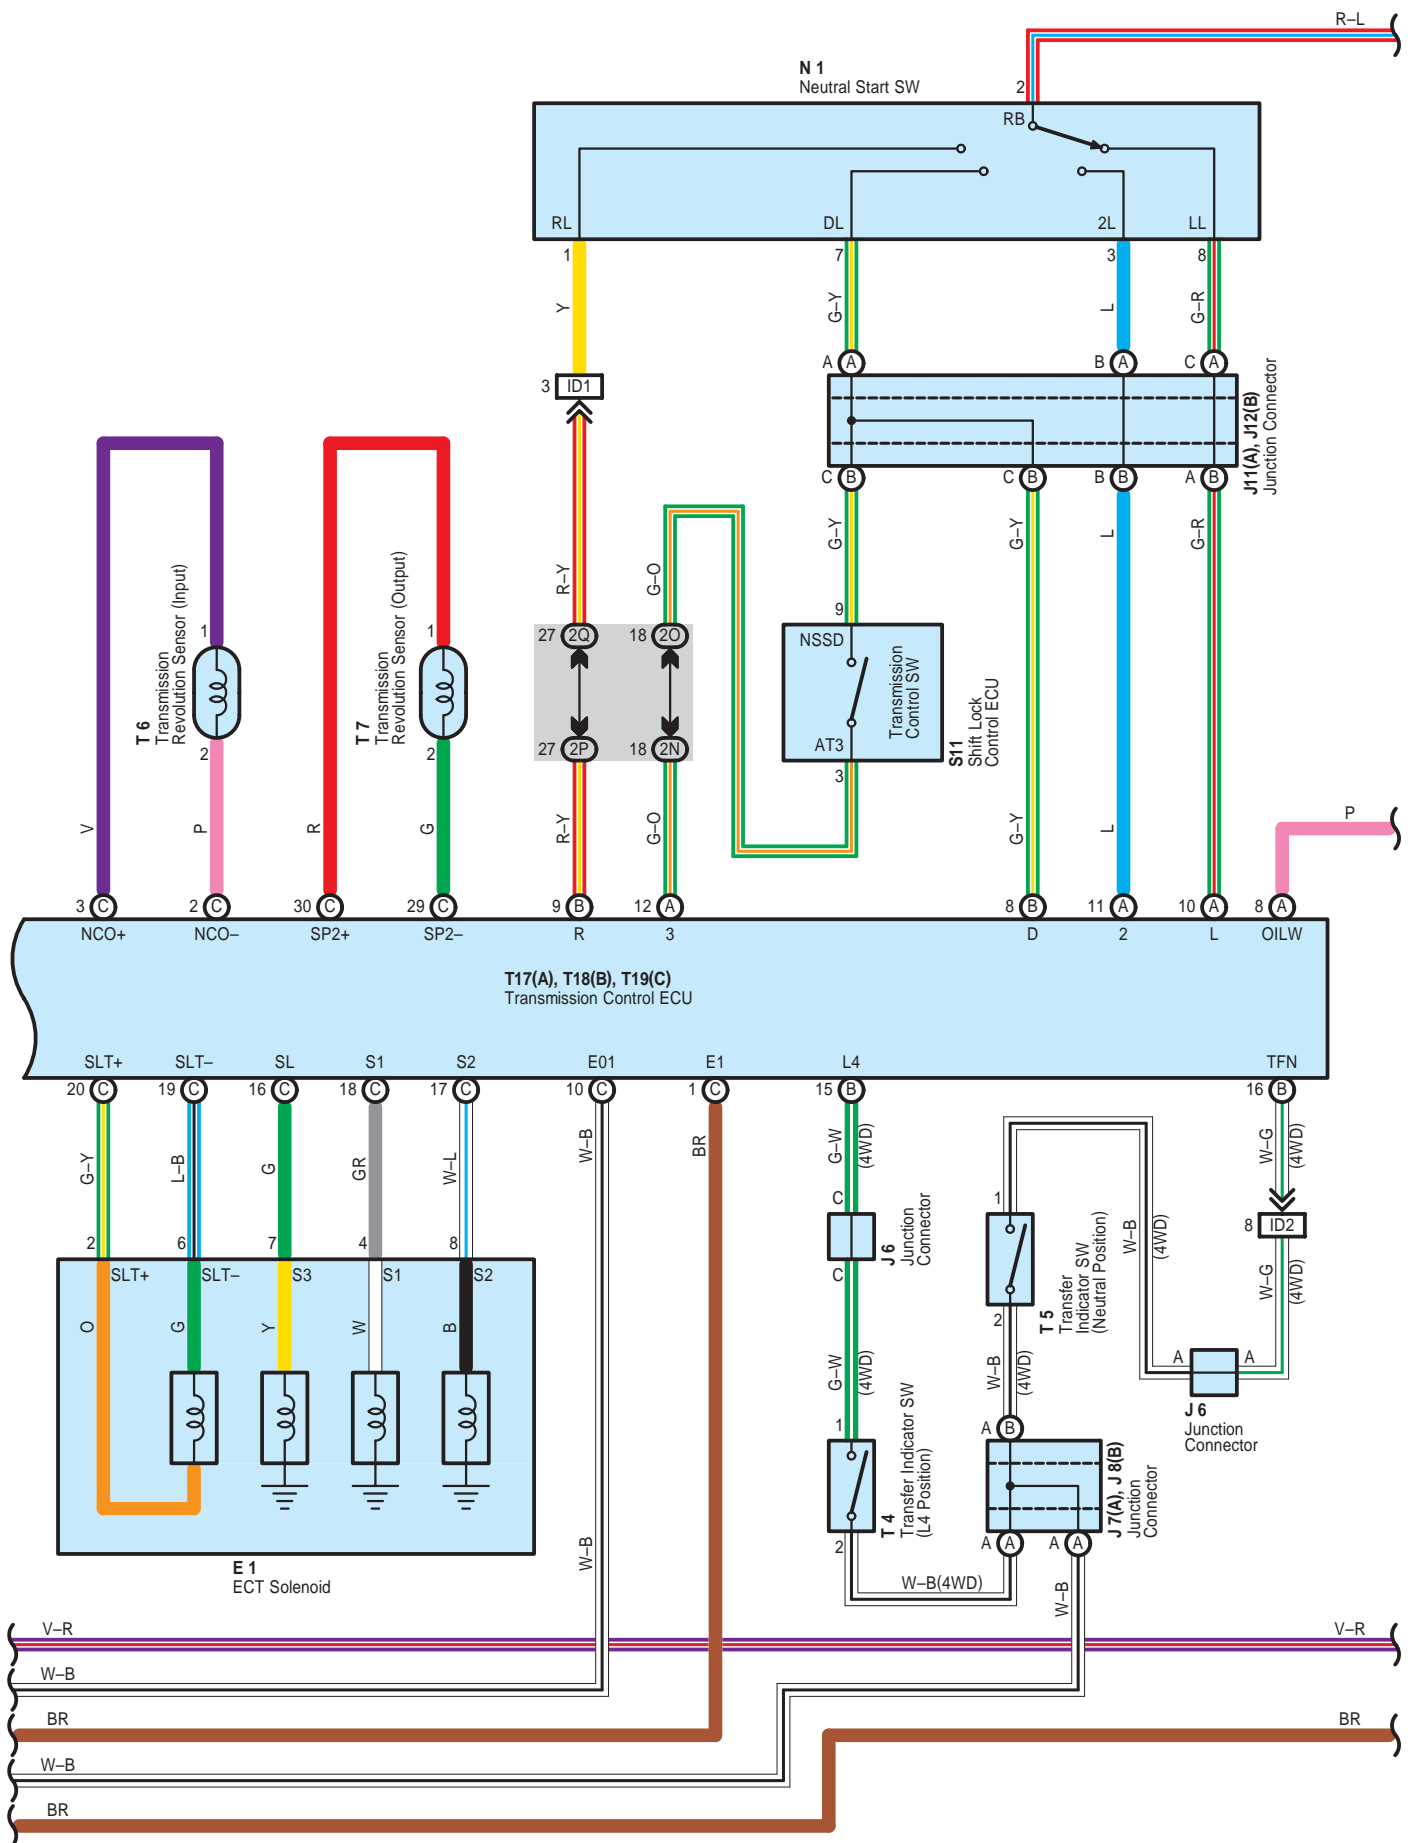 R–L
N 1
Neutral Start SW
2
RB
RL
DL
2L
LL
1
7
3
8
Y
G–Y
L
G–R
A A
B A
C A
3 ID1
J11(A), J12(B)
Junction Connector
C B
C B
B B
A B
R–Y
G–O
G–Y
G–Y
L
G–R
T 6
Transmission
Revolution Sensor (Input)
1
2
T 7
Transmission
Revolution Sensor (Output)
1
2
27 2Q
18 2O
27 2P
18 2N
9
NSSD
Transmission
Control SW
AT3
3
S11
Shift Lock
Control ECU
V
P
R
G
R–Y
G–O
G–Y
L
P
3 C
2 C
30 C
29 C
9 B
12 A
8 B
11 A
10 A
8 A
NCO+
NCO–
SP2+
SP2–
R
3
D
2
L
OILW
T17(A), T18(B), T19(C)
Transmission Control ECU
SLT+
SLT–
SL
S1
S2
E01
E1
L4
TFN
20 C
19 C
16 C
18 C
17 C
10 C
1 C
15 B
16 B
G–Y
L–B
G
GR
W–L
W–B
BR
G–W
(4WD)
W–G
(4WD)
C
J 6
Junction
Connector
C
1
T 5
Transfer
Indicator SW
(Neutral Position)
2
W–B
(4WD)
8 ID2
W–G
(4WD)
2
6
7
4
8
SLT+
SLT–
S3
S1
S2
O
G
Y
W
B
G–W
(4WD)
W–B
(4WD)
A
A
J 6
Junction
Connector
1
T 4
Transfer Indicator SW
(L4 Position)
2
A B
J 7(A), J 8(B)
Junction
Connector
A A
A A
W–B
W–B(4WD)
W–B
E 1
ECT Solenoid
V–R
V–R
W–B
BR
BR
W–B
BR